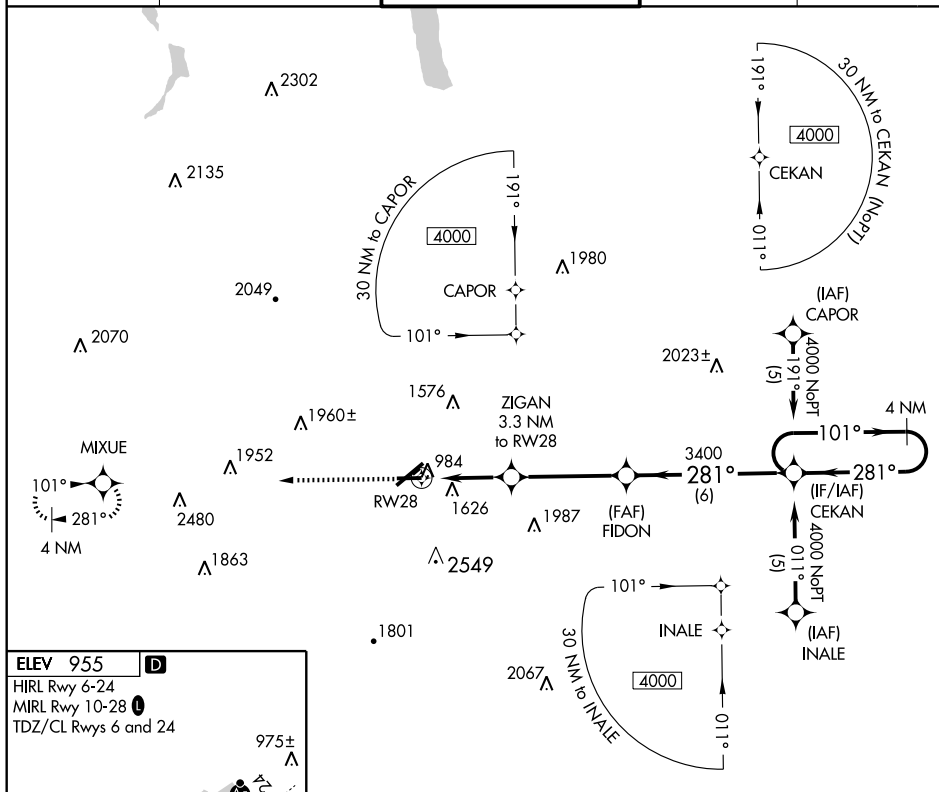 2302
191°
30 NM to CEKAN (NoPT)
4000
CEKAN
011°
2135
30 NM to CAPOR
191°
4000
1980
CAPOR
2049
101°
(IAF)
CAPOR
2070
2023±
4000 NoPT
191°
(5)
1576
ZIGAN
3.3 NM
to RW28
4 NM
1960±
101°
MIXUE
1952
984
3400
281°
(6)
281°
101°
281°
4 NM
2480
RW28
1626
1987
(FAF)
FIDON
(IF/IAF)
CEKAN
4000 NoPT
011°
(5)
1863
2549
101°
INALE
(IAF)
INALE
1801
30 NM to INALE
2067
4000
011°
ELEV 955 D
HIRL Rwy 6-24
MIRL Rwy 10-28 L
TDZ/CL Rwys 6 and 24
975±
24